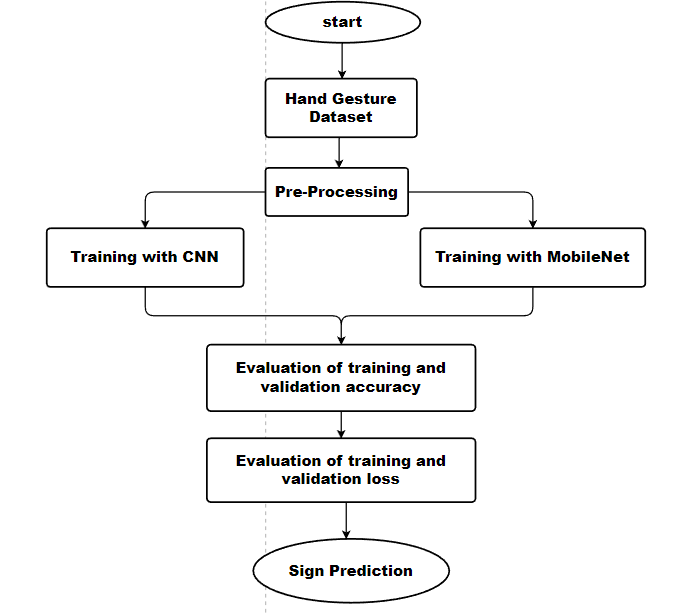 start
Hand Gesture
Dataset
Pre-Processing
Training with CNN
Training with MobileNet
Evaluation of training and
validation accuracy
Evaluation of training and
validation loss
Sign Prediction